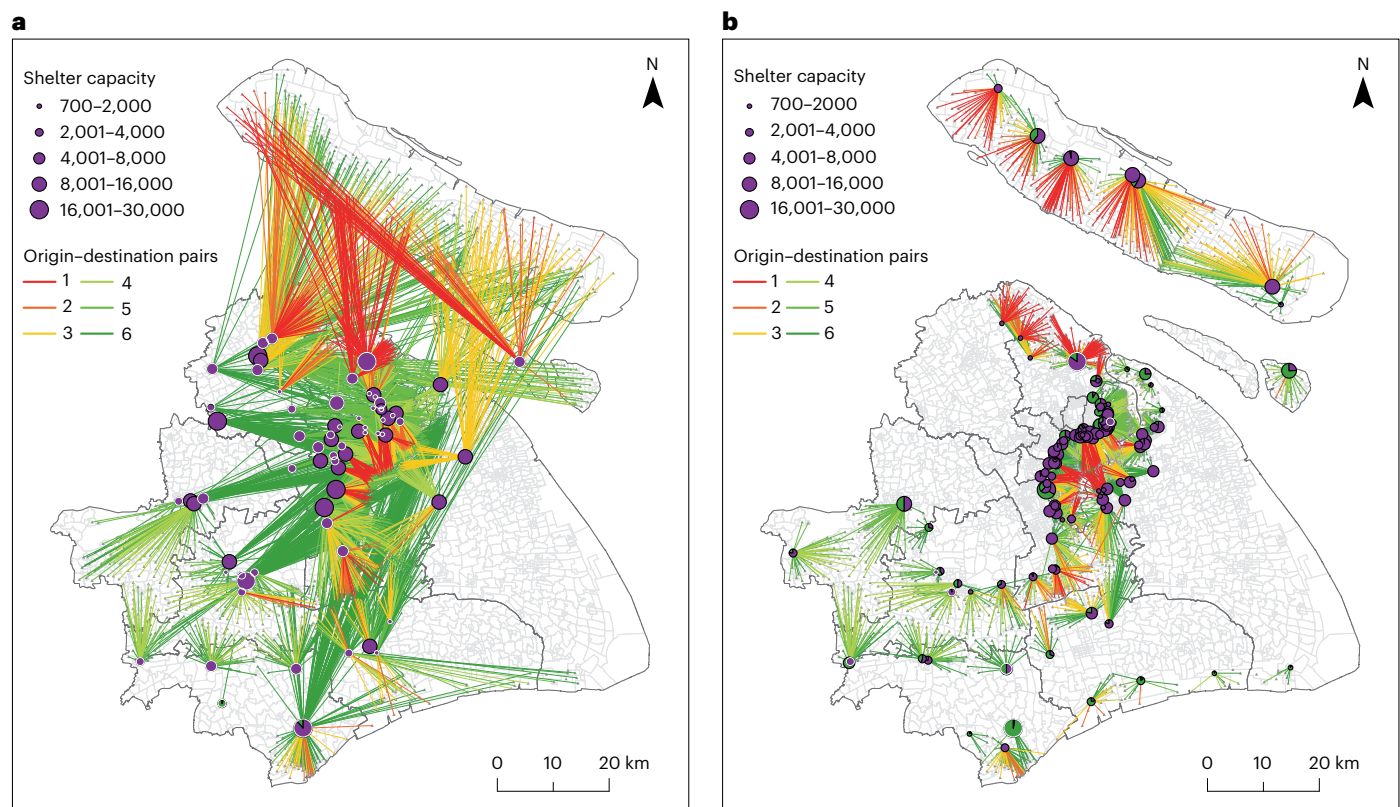 a
Shelter capacity
700–2,000
2,001–4,000
4,001–8,000
8,001–16,000
16,001–30,000
Origin–destination pairs
1 4
2 5
3 6
N
0 10 20 km
b
Shelter capacity
700–2000
2,001–4,000
4,001–8,000
8,001–16,000
16,001–30,000
Origin–destination pairs
1 4
2 5
3 6
N
0 10 20 km